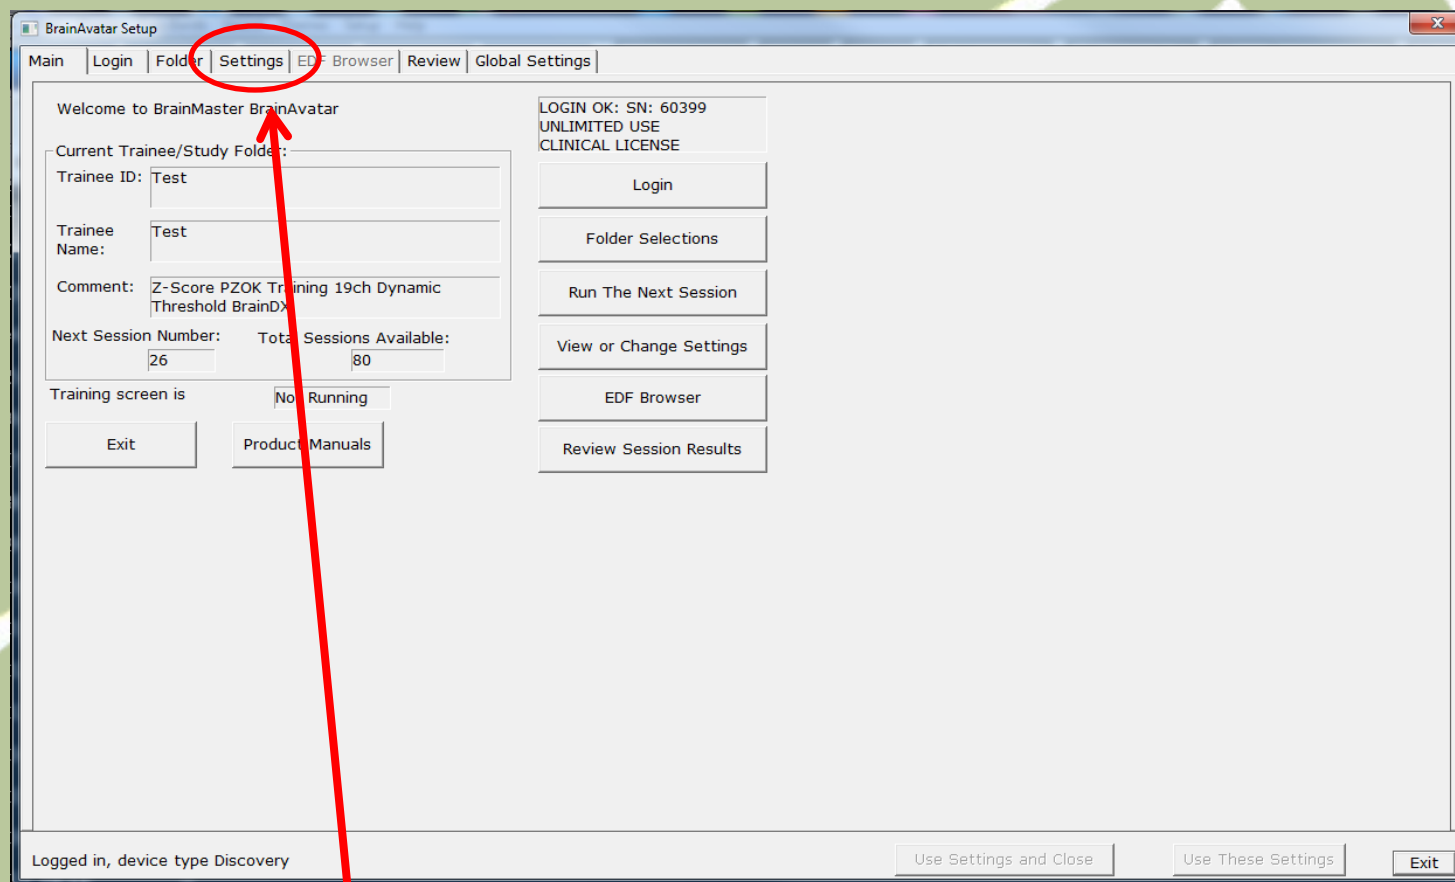 BrainAvatar Setup
Main Login Folder Settings EDF Browser Review Global Settings
Welcome to BrainMaster BrainAvatar
LOGIN OK: SN: 60399
UNLIMITED USE
CLINICAL LICENSE
Current Trainee/Study Folder:
Trainee ID: Test
Trainee Name: Test
Comment: Z-Score PZOK Training 19ch Dynamic
Threshold BrainDX
Next Session Number: Total Sessions Available:
26 80
Training screen is Not Running
Exit Product Manuals
Login
Folder Selections
Run The Next Session
View or Change Settings
EDF Browser
Review Session Results
Logged in, device type Discovery
Use Settings and Close Use These Settings Exit